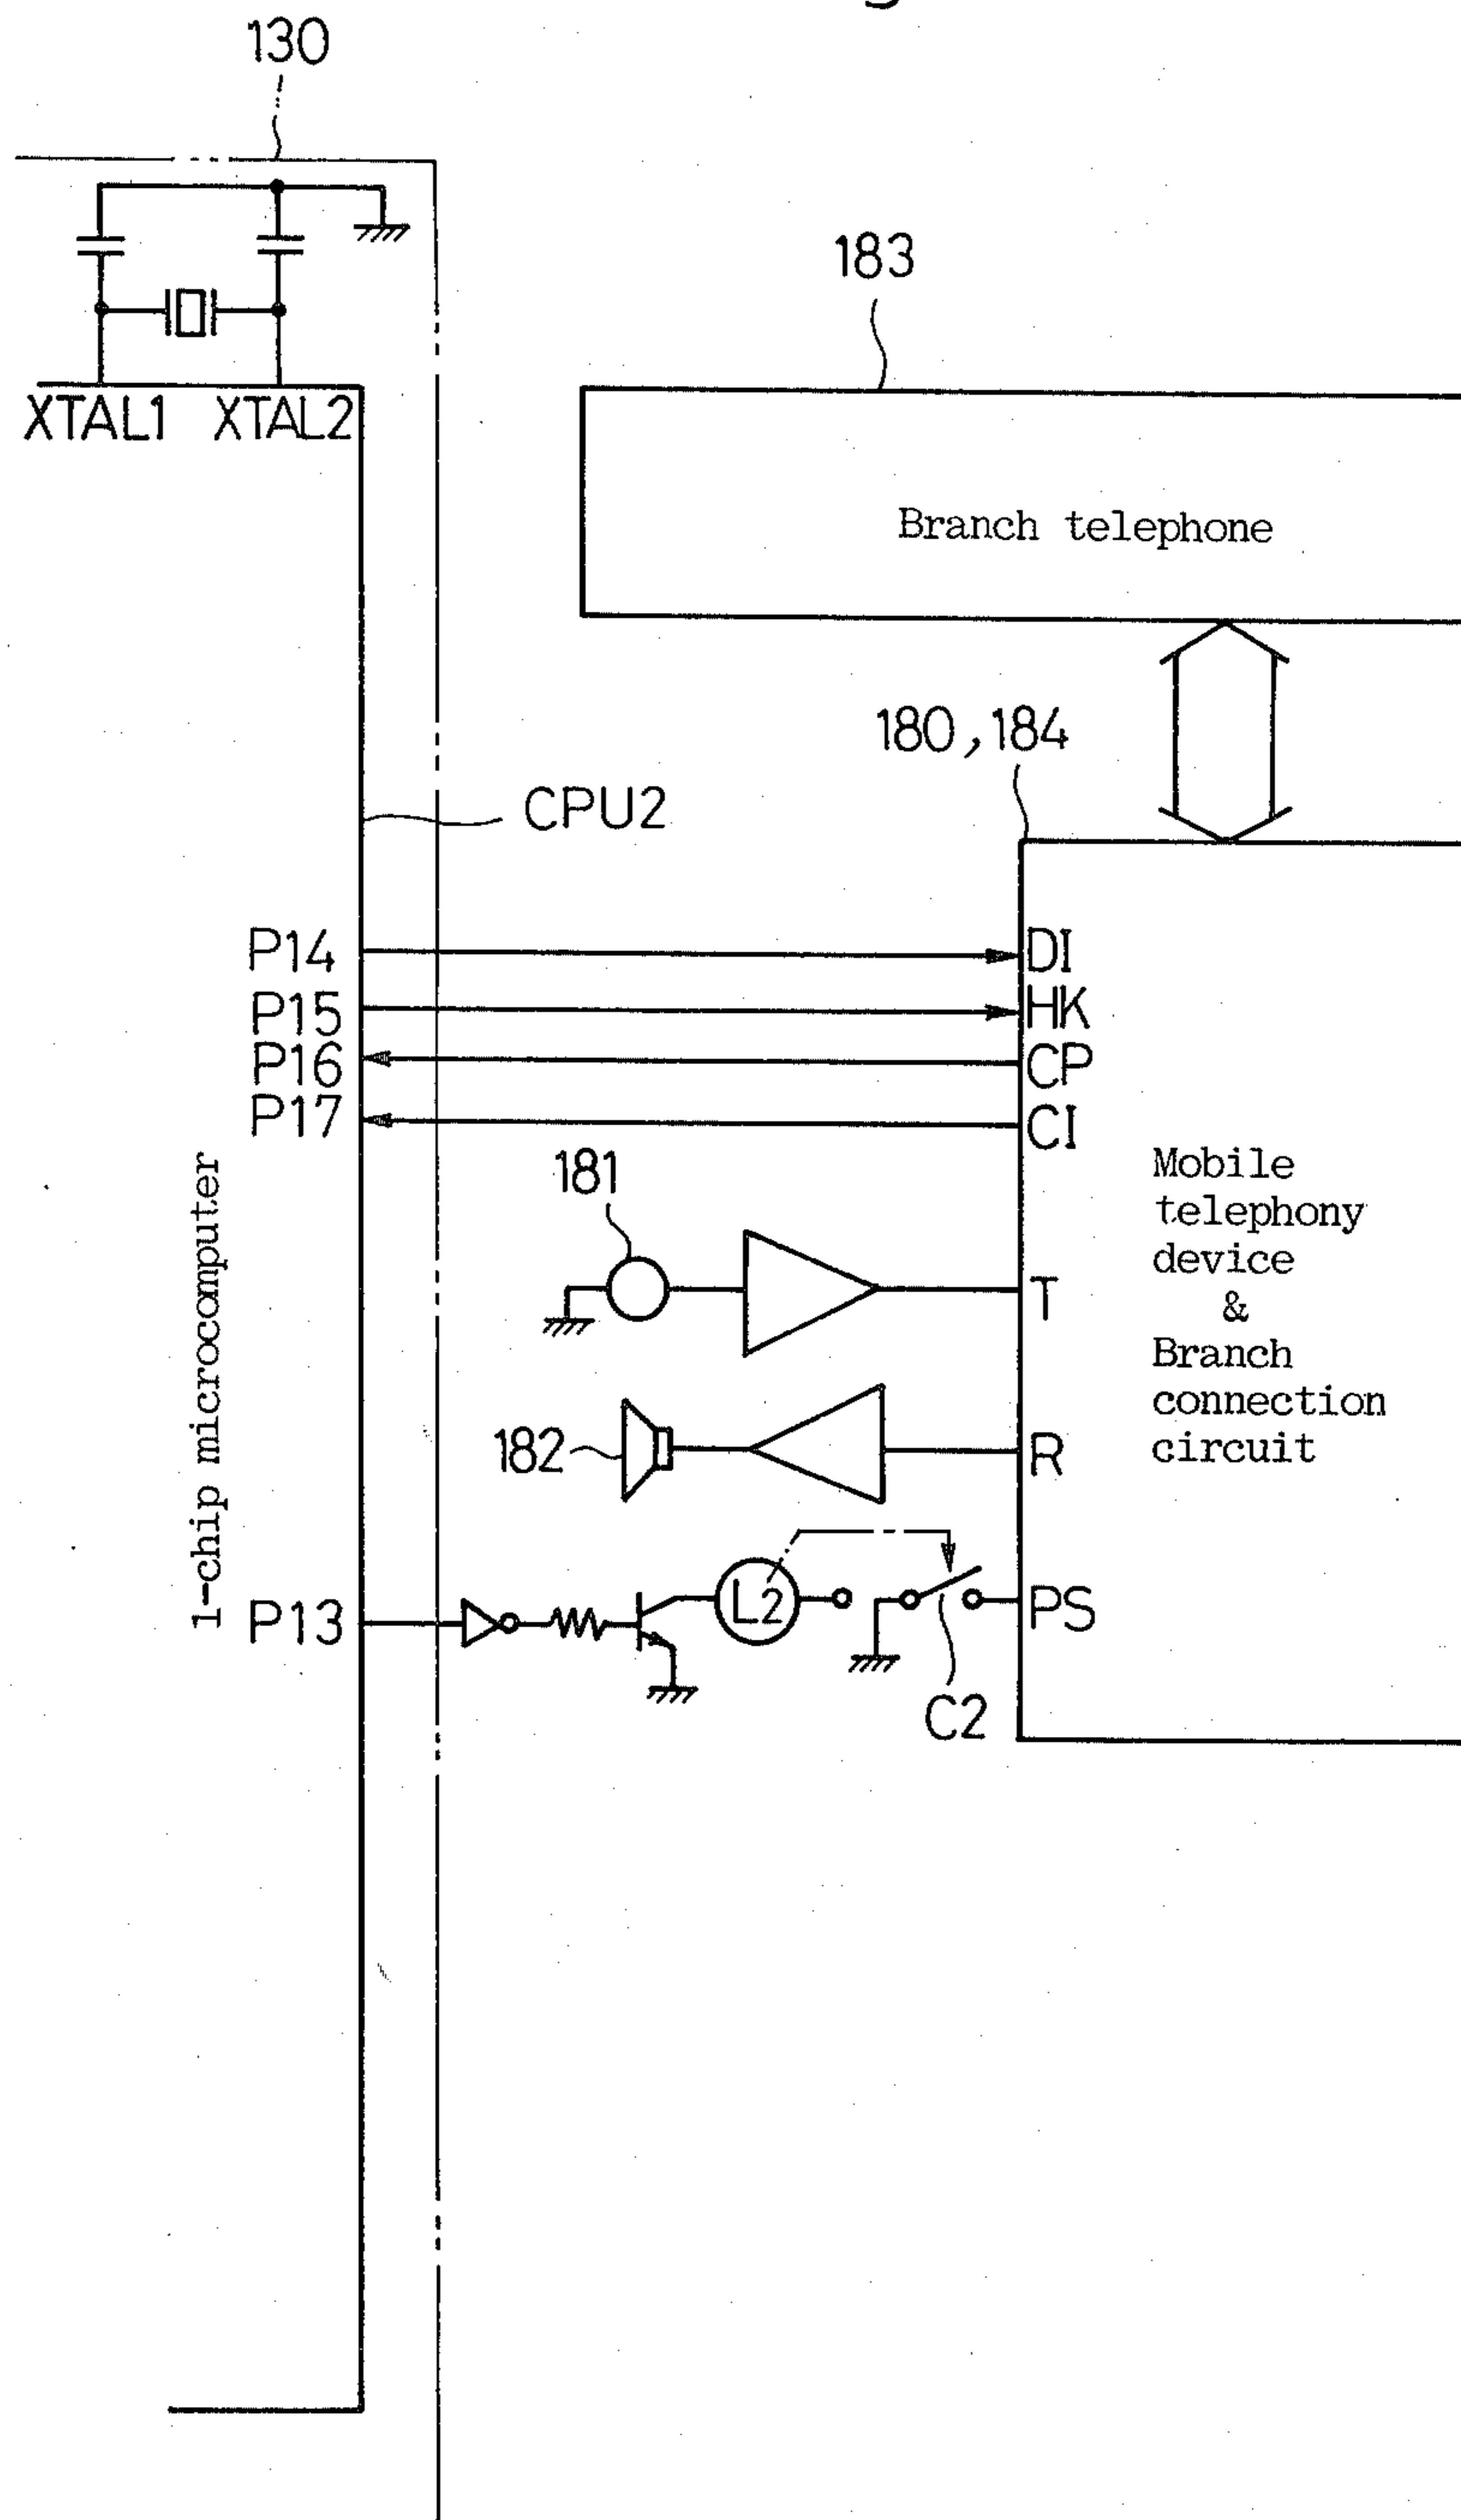 130
183
XTAL1 XTAL2
Branch telephone
180,184
CPU2
P14 DI
P15 HK
P16 CP
P17 CI
181
1-chip microcomputer
Mobile
telephony
device
&
Branch
connection
circuit
T
182
R
L2
P13
PS
C2